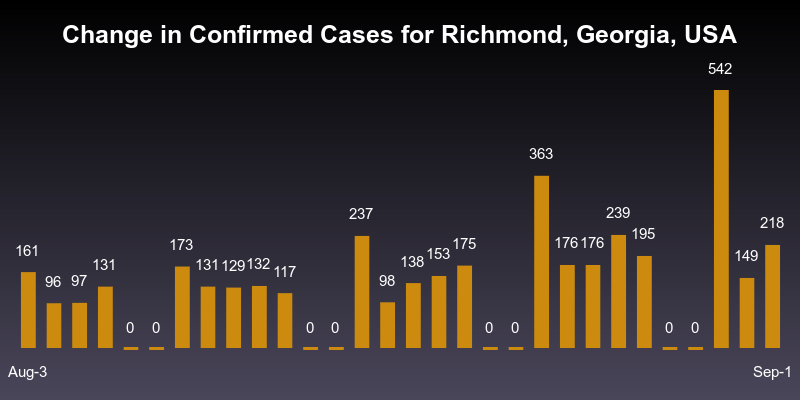 Change in Confirmed Cases for Richmond, Georgia, USA
161 96 97 131 0 0 173 131 129 132 117 0 0 237 98 138 153 175 0 0 363 176 176 239 195 0 0 542 149 218
Aug-3 Sep-1